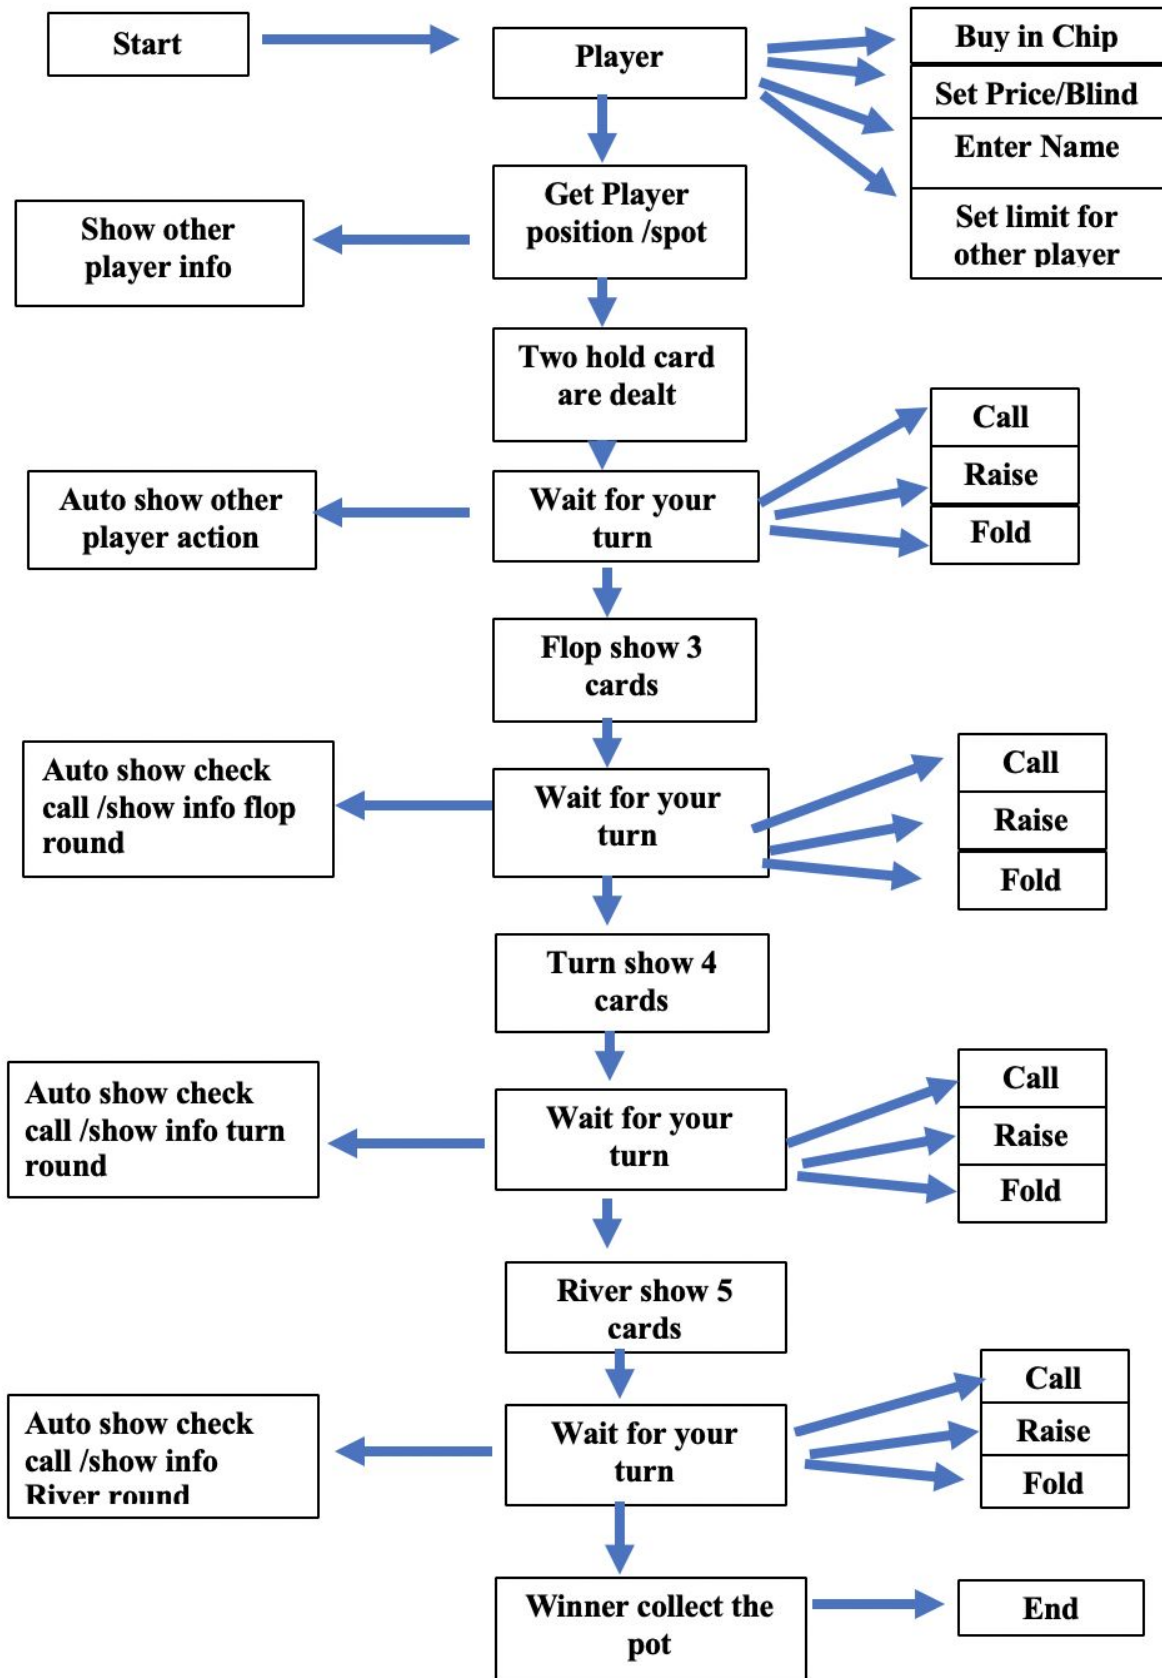 Start
Player
Buy in Chip
Set Price/Blind
Enter Name
Set limit for
other player
Get Player
position /spot
Show other
player info
Two hold card
are dealt
Call
Raise
Fold
Wait for your
turn
Auto show other
player action
Flop show 3
cards
Call
Raise
Fold
Wait for your
turn
Auto show check
call /show info flop
round
Turn show 4
cards
Call
Raise
Fold
Wait for your
turn
Auto show check
call /show info turn
round
River show 5
cards
Call
Raise
Fold
Wait for your
turn
Auto show check
call /show info
River round
Winner collect the
pot
End